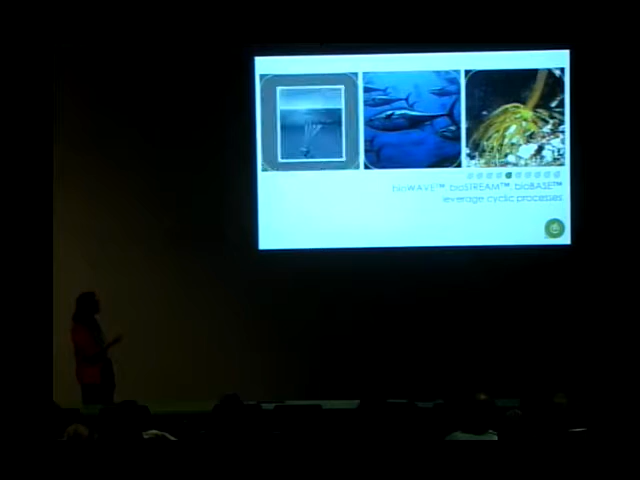 bioWAVE™, bioSTREAM™, bioBASE™
leverage cyclic processes